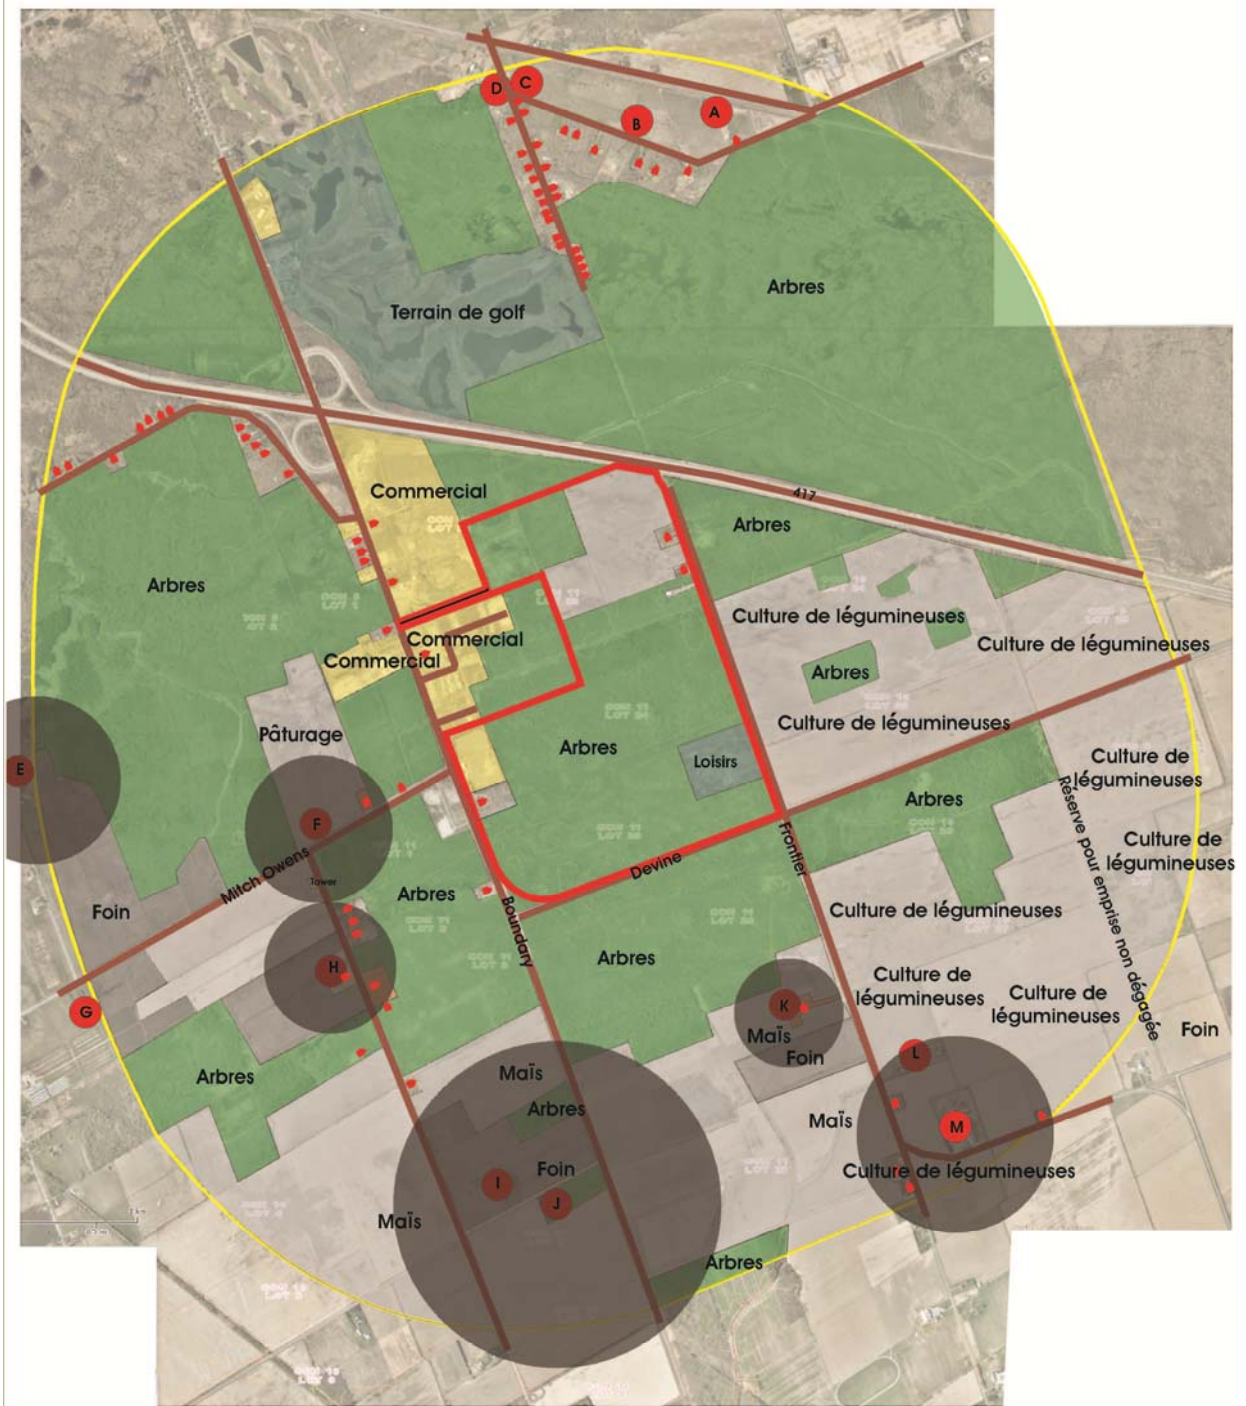 D
C
B
A
Arbres
Terrain de golf
417
Commercial
Arbres
Arbres
Culture de légumineuses
Commercial
Culture de légumineuses
Commercial
Arbres
Culture de légumineuses
Pâturage
Arbres
Loisirs
Culture de
légumineuses
E
Arbres
F
Réserve pour emprise non dégagée
Culture de
légumineuses
Frontier
Devine
Mitch Owens
Tower
Arbres
Foin
Boundary
Culture de légumineuses
Arbres
H
Culture de
légumineuses
Culture de
légumineuses
G
K
Maïs
Foin
Foin
L
Arbres
Maïs
Arbres
Maïs
M
Foin
Culture de légumineuses
I
J
Maïs
Arbres